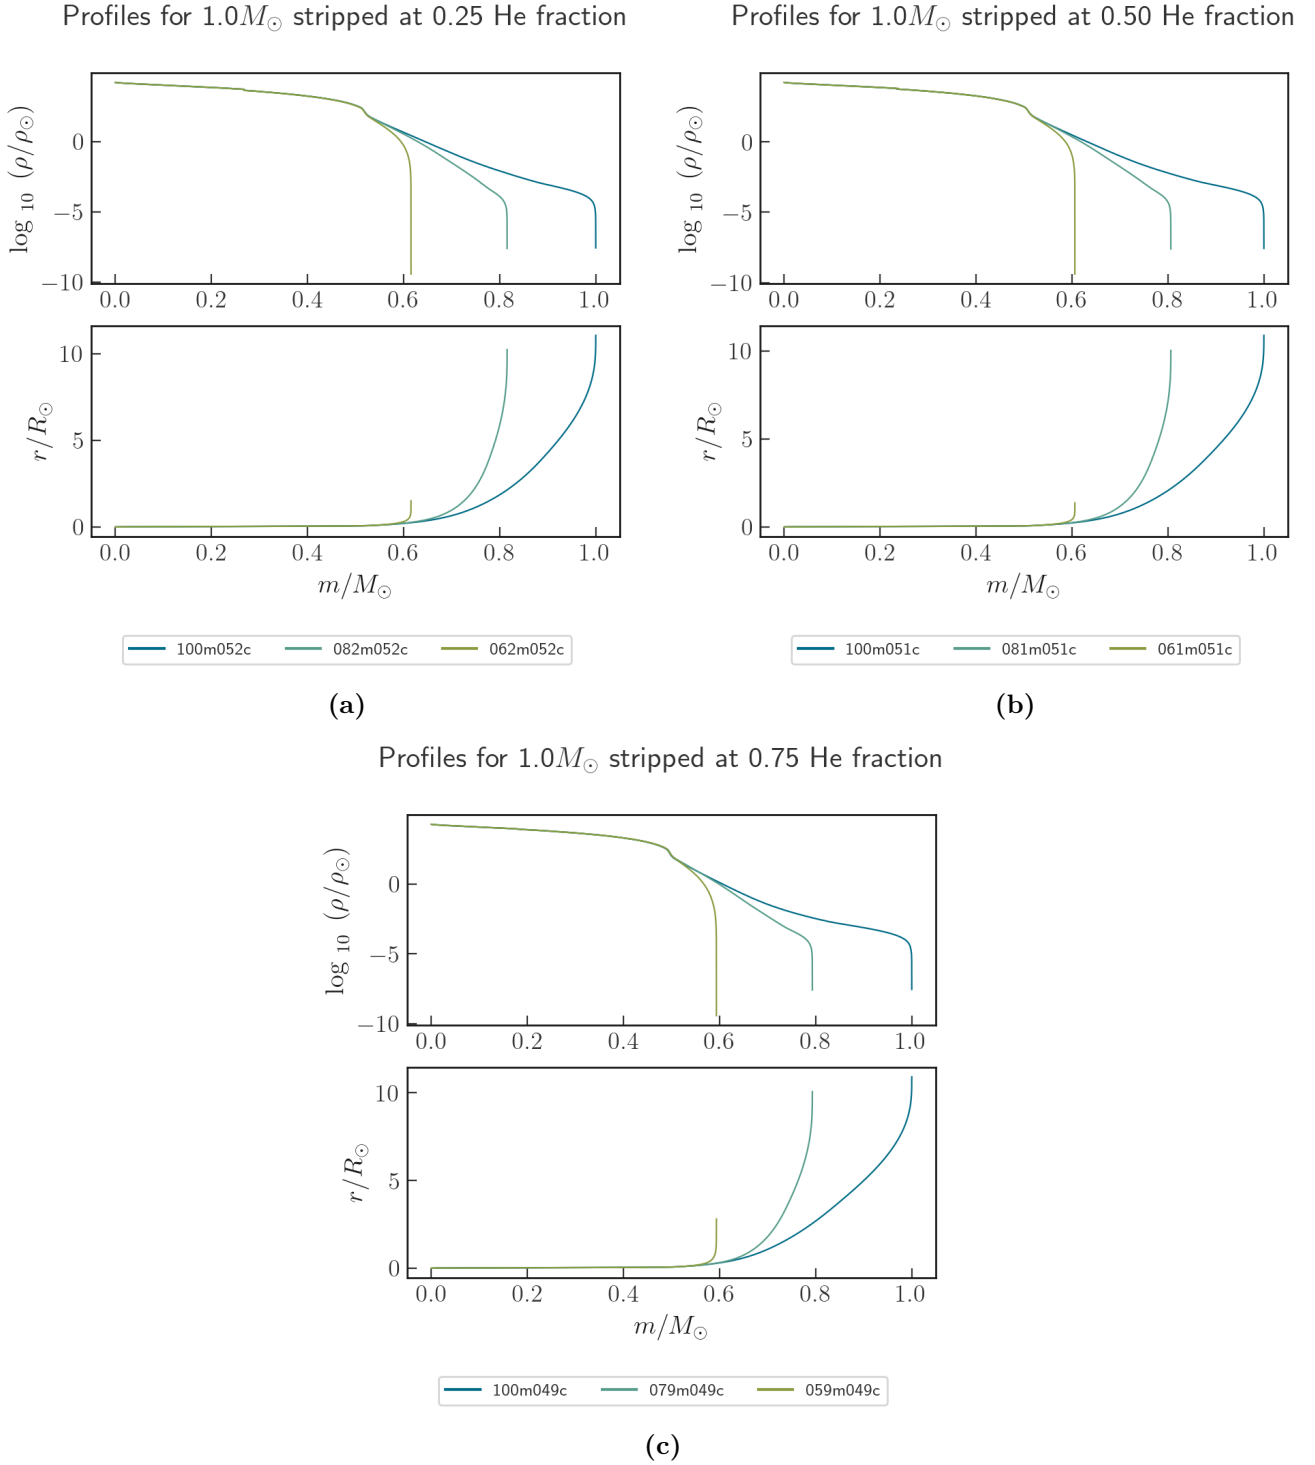 Profiles for 1.0M⊙ stripped at 0.25 He fraction
log 10 (ρ/ρ⊙)
0
−5
−10
0.0 0.2 0.4 0.6 0.8 1.0
r/R⊙
10
5
0
0.0 0.2 0.4 0.6 0.8 1.0
m/M⊙
100m052c 082m052c 062m052c
(a)
Profiles for 1.0M⊙ stripped at 0.50 He fraction
log 10 (ρ/ρ⊙)
0
−5
−10
0.0 0.2 0.4 0.6 0.8 1.0
r/R⊙
10
5
0
0.0 0.2 0.4 0.6 0.8 1.0
m/M⊙
100m051c 081m051c 061m051c
(b)
Profiles for 1.0M⊙ stripped at 0.75 He fraction
log 10 (ρ/ρ⊙)
0
−5
−10
0.0 0.2 0.4 0.6 0.8 1.0
r/R⊙
10
5
0
0.0 0.2 0.4 0.6 0.8 1.0
m/M⊙
100m049c 079m049c 059m049c
(c)